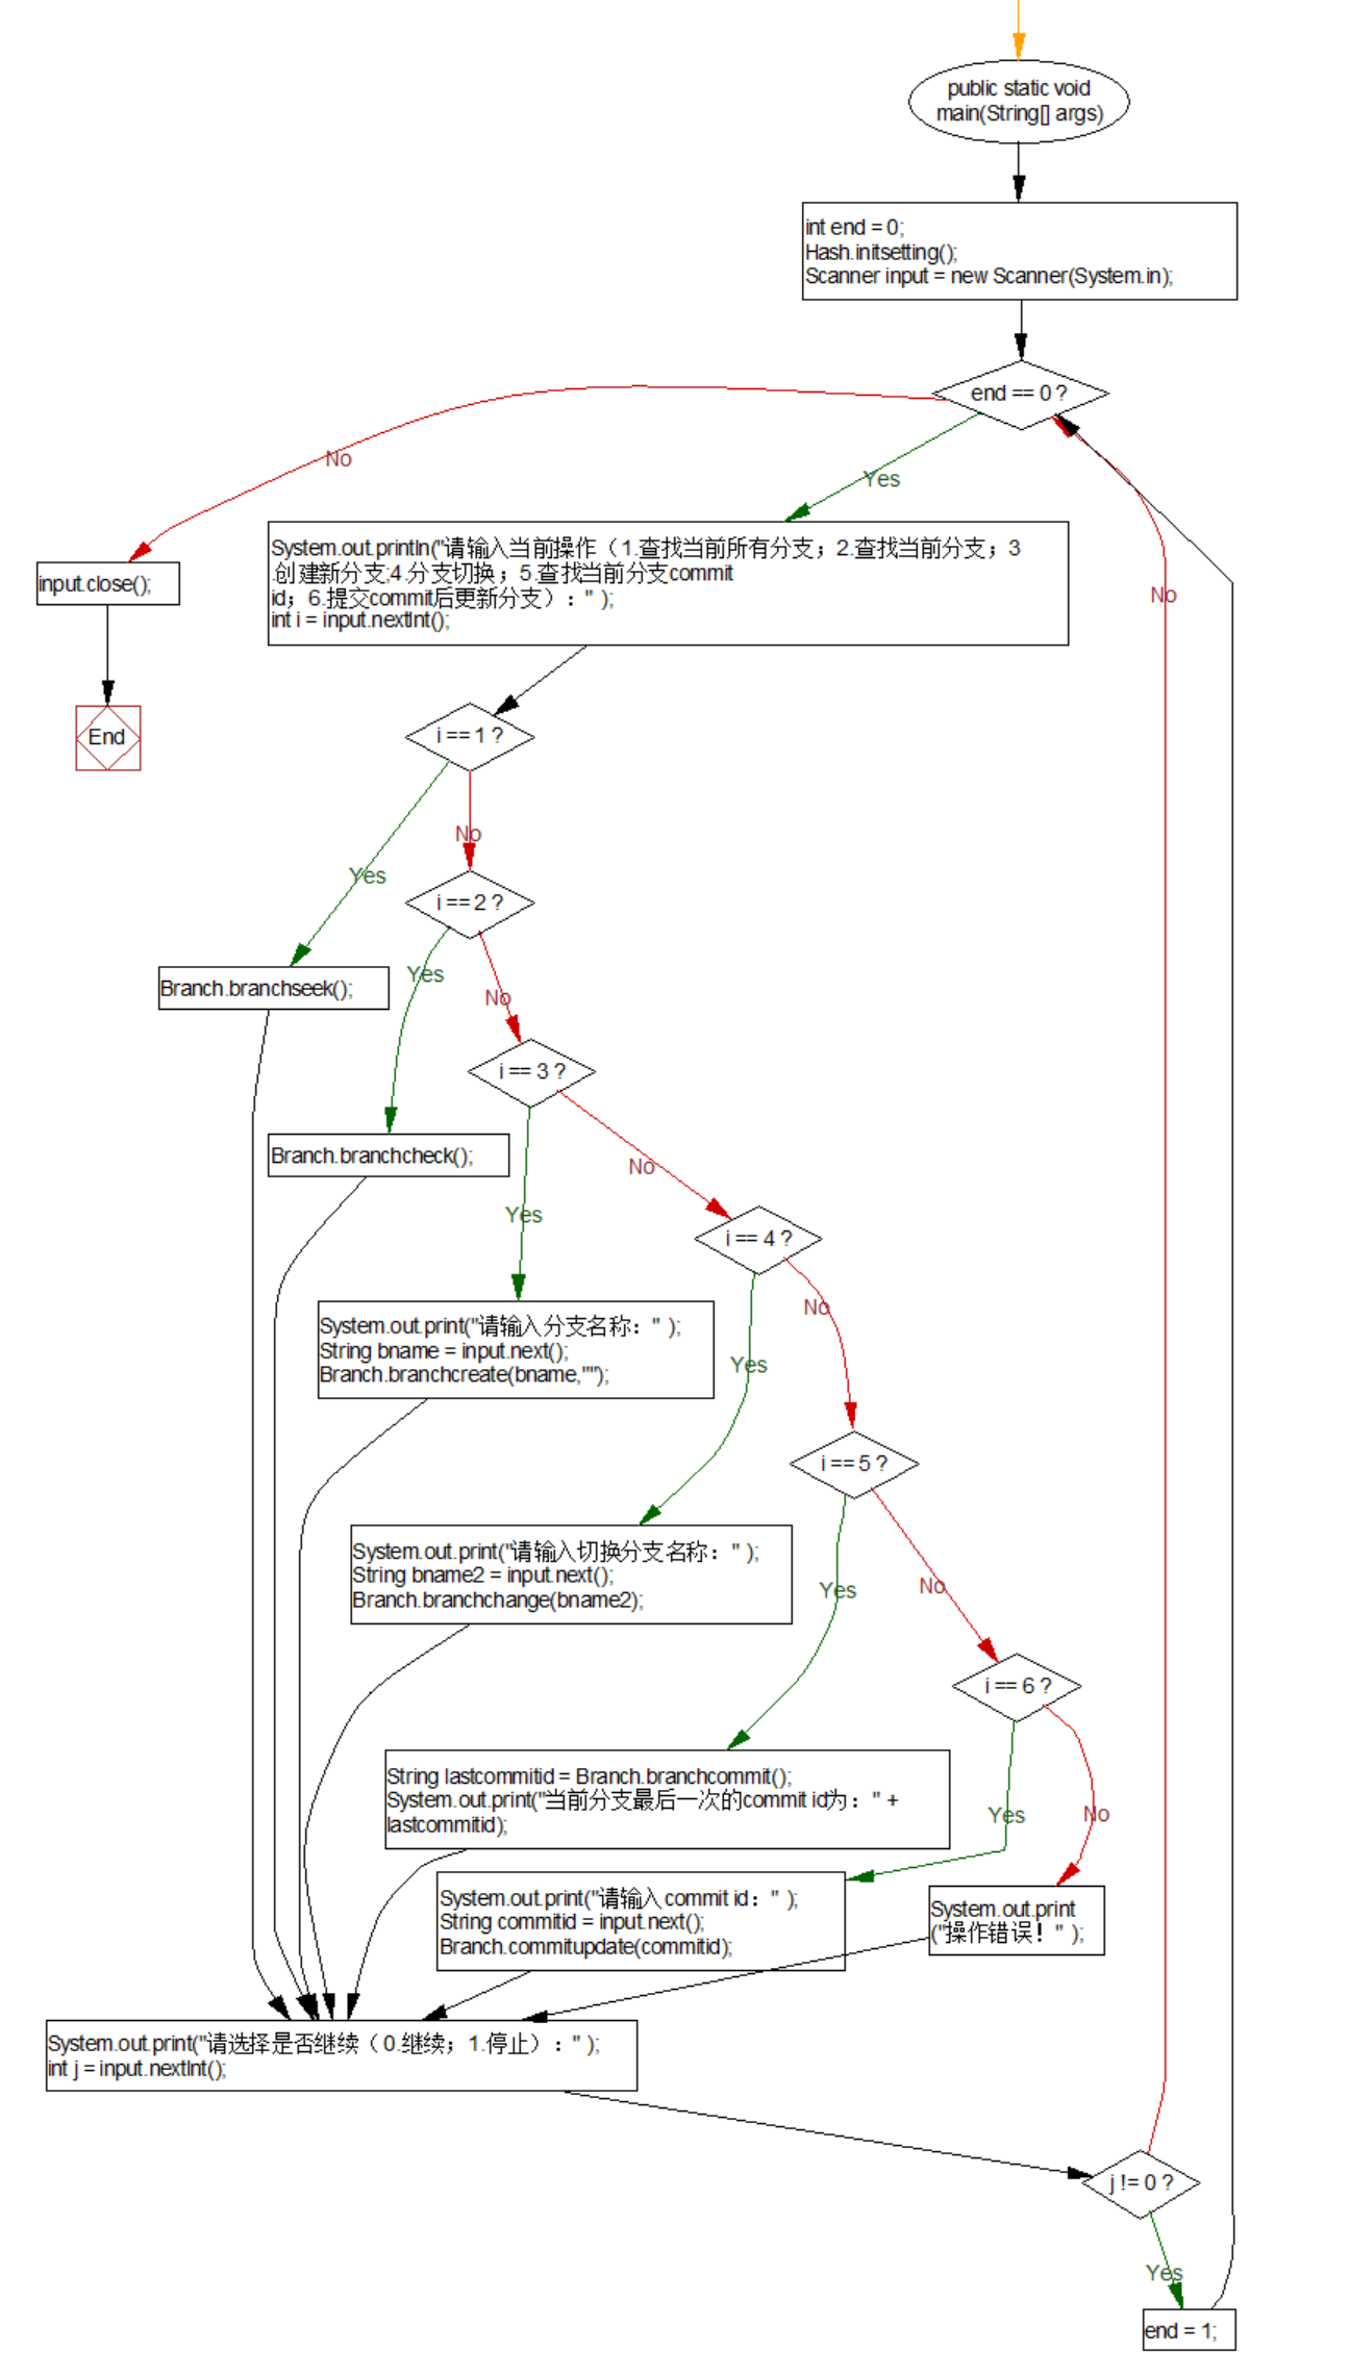 public static void
main(String[] args)
int end = 0;
Hash.initsetting();
Scanner input = new Scanner(System.in);
end == 0 ?
No
Yes
System.out.println("请输入当前操作（1.查找当前所有分支；2.查找当前分支；3
.创建新分支;4.分支切换；5.查找当前分支commit
id；6.提交commit后更新分支）：" );
int i = input.nextInt();
input.close();
No
End
i == 1 ?
No
Yes
i == 2 ?
Yes
No
Branch.branchseek();
i == 3 ?
Branch.branchcheck();
No
Yes
i == 4 ?
No
System.out.print("请输入分支名称：" );
String bname = input.next();
Branch.branchcreate(bname,"");
Yes
i == 5 ?
System.out.print("请输入切换分支名称：" );
String bname2 = input.next();
Branch.branchchange(bname2);
Yes
No
i == 6 ?
String lastcommitid = Branch.branchcommit();
System.out.print("当前分支最后一次的commit id为：" +
lastcommitid);
Yes
No
System.out.print("请输入commit id：" );
String commitid = input.next();
Branch.commitupdate(commitid);
System.out.print
("操作错误！" );
System.out.print("请选择是否继续（0.继续；1.停止）：" );
int j = input.nextInt();
j != 0 ?
Yes
end = 1;